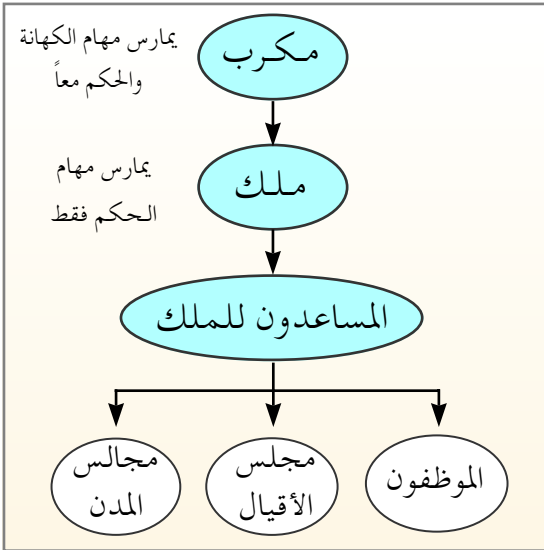 مكرب
يمارس مهام الكهانة
والحكم معاً
ملك
يمارس مهام
الحكم فقط
المساعدون للملك
الموظفون
مجلس
الأقيال
مجالس
المدن